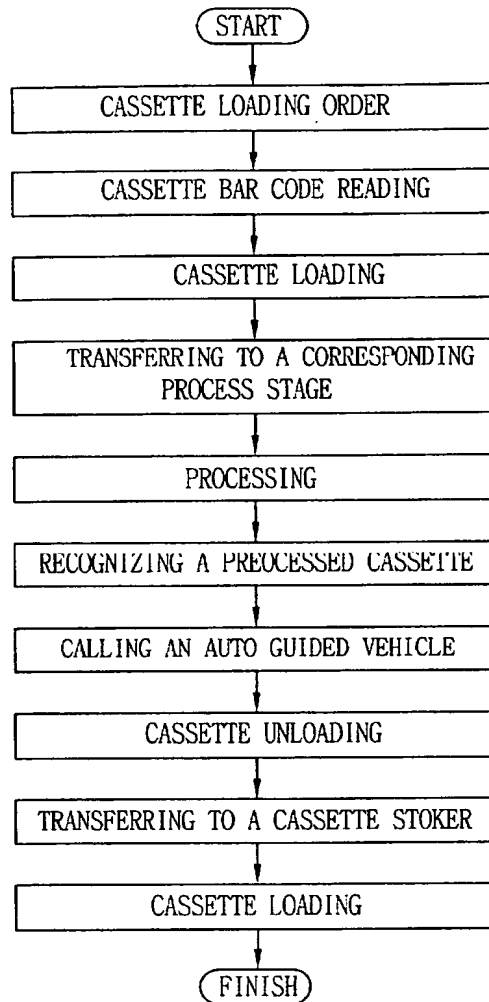 START
CASSETTE LOADING ORDER
CASSETTE BAR CODE READING
CASSETTE LOADING
TRANSFERRING TO A CORRESPONDING
PROCESS STAGE
PROCESSING
RECOGNIZING A PREOCESSED CASSETTE
CALLING AN AUTO GUIDED VEHICLE
CASSETTE UNLOADING
TRANSFERRING TO A CASSETTE STOKER
CASSETTE LOADING
FINISH